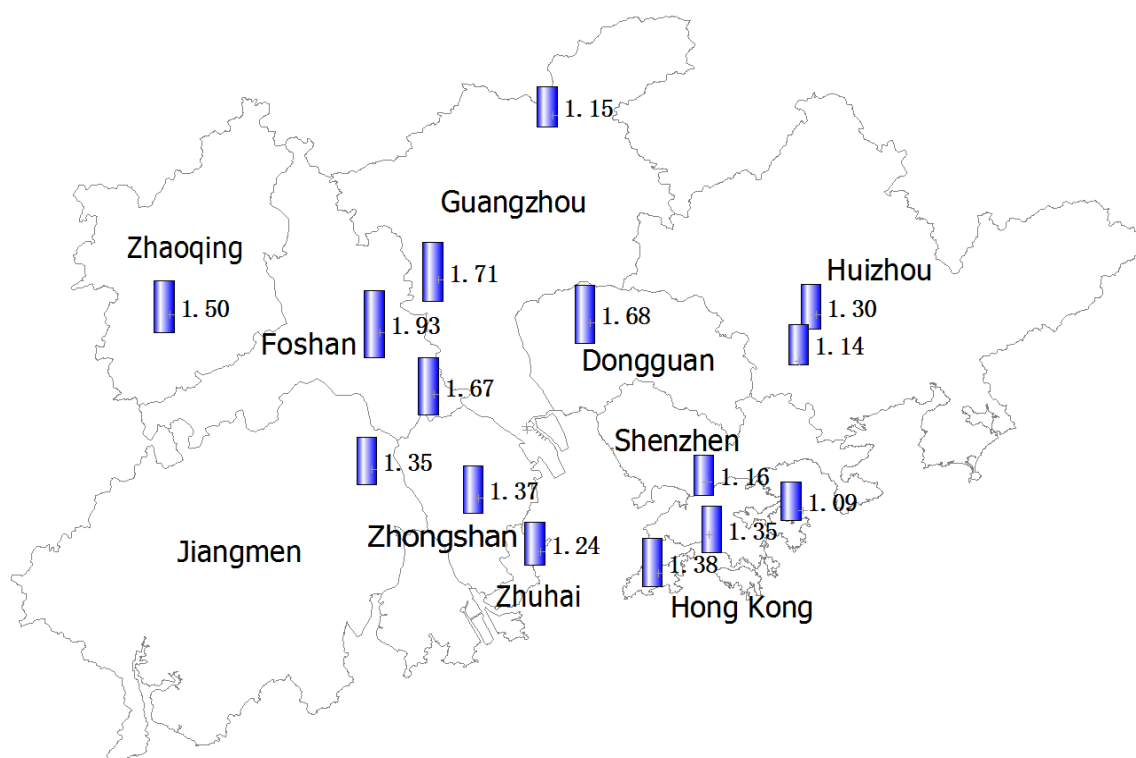 1.15
Guangzhou
Zhaoqing
1.71
Huizhou
1.50
1.30
1.93
1.68
Foshan
1.14
Dongguan
1.67
Shenzhen
1.35
1.16
1.37
1.09
Zhongshan
1.35
Jiangmen
1.24
1.38
Zhuhai
Hong Kong